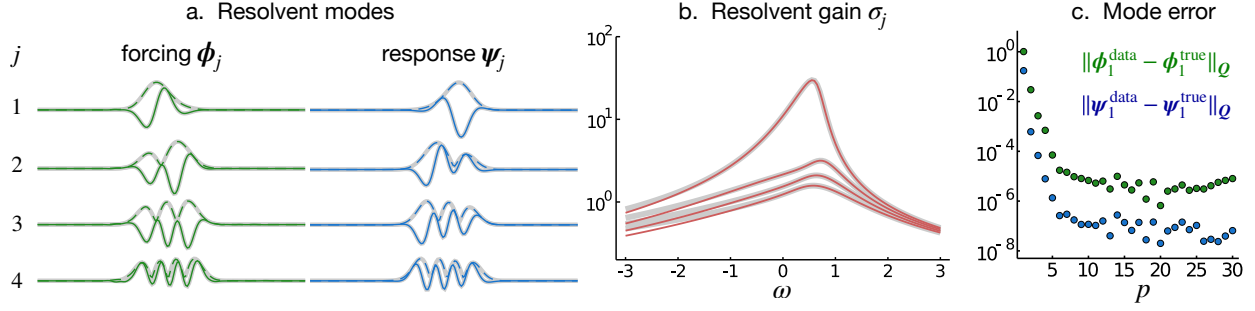 a. Resolvent modes
j
forcing ϕ_j
response ψ_j
1
2
3
4
b. Resolvent gain σ_j
10^2
10^1
10^0
-3 -2 -1 0 1 2 3
ω
c. Mode error
10^0
10^-2
10^-4
10^-6
10^-8
‖ϕ_1^data − ϕ_1^true‖_Q
‖ψ_1^data − ψ_1^true‖_Q
5 10 15 20 25 30
p